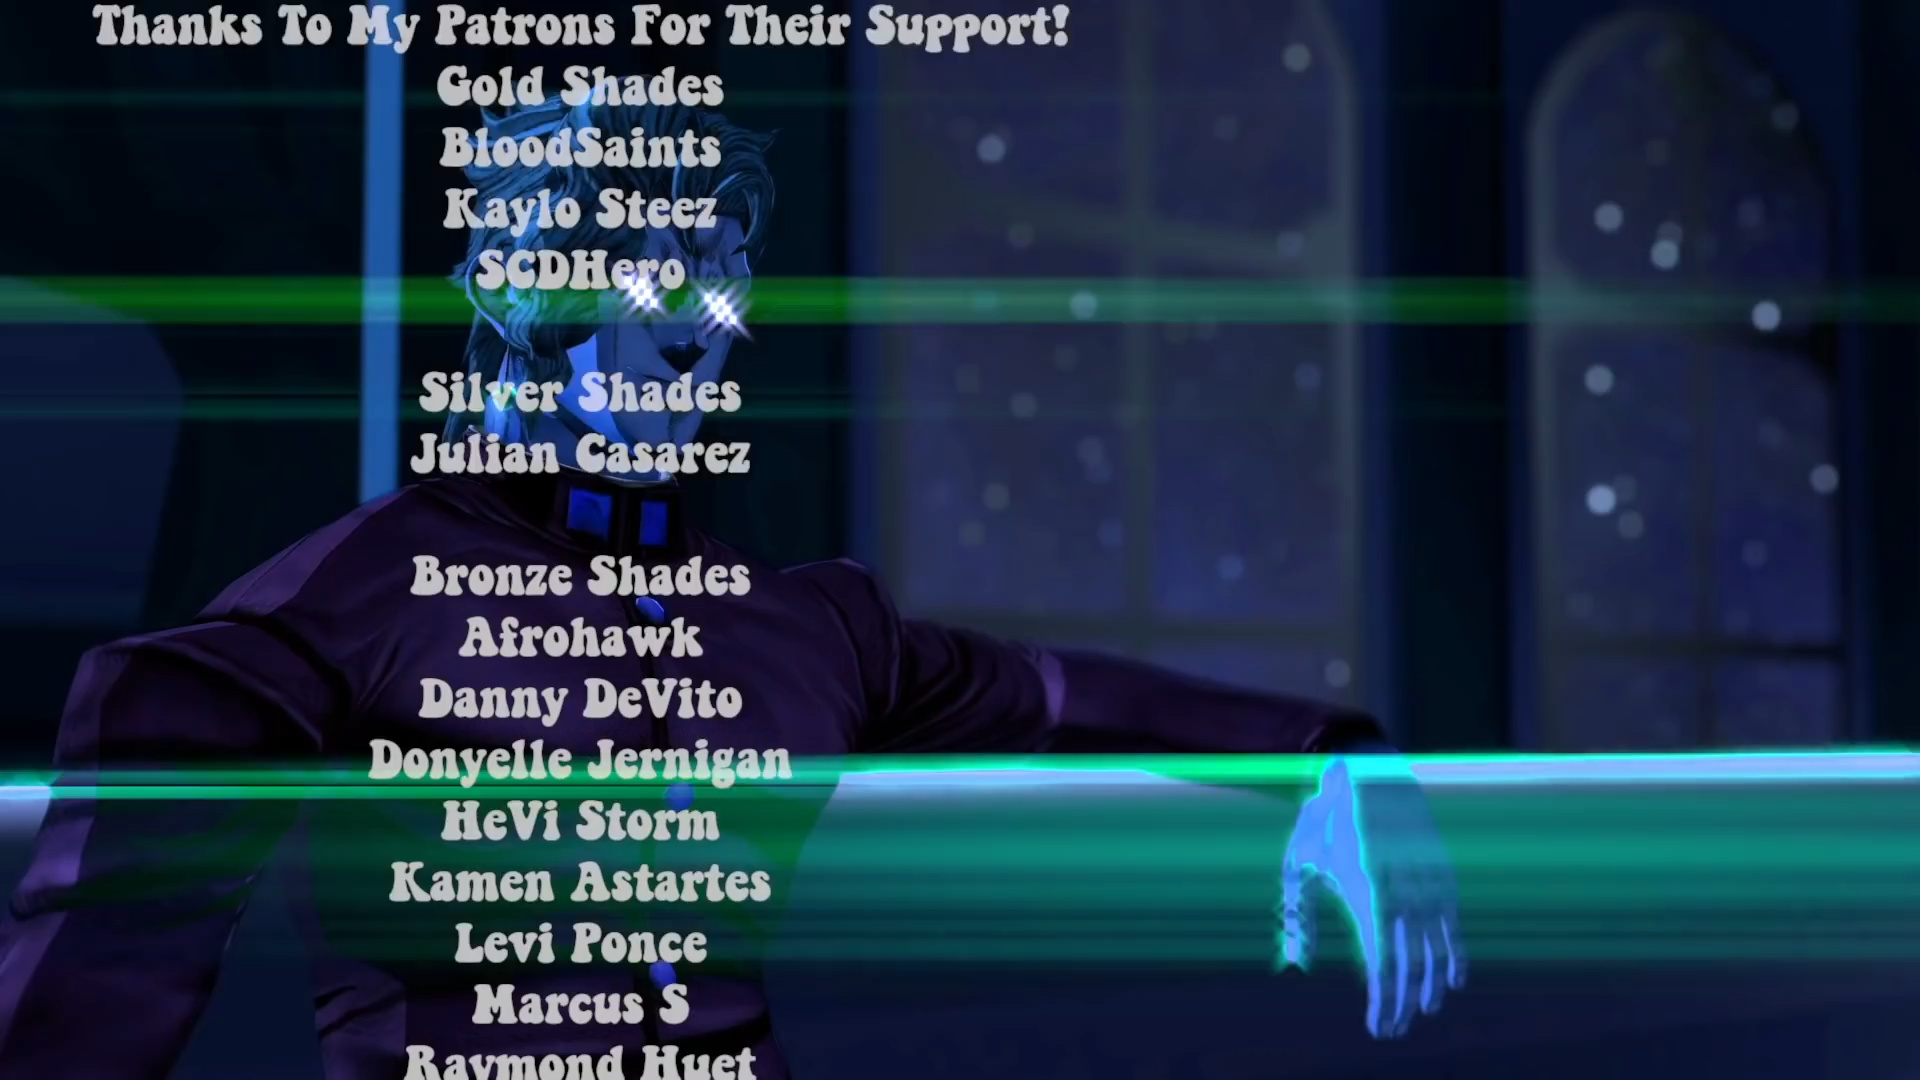 Thanks To My Patrons For Their Support!
Gold Shades
BloodSaints
Kaylo Steez
SCDHero
Silver Shades
Julian Casarez
Bronze Shades
Afrohawk
Danny DeVito
Donyelle Jernigan
HeVi Storm
Kamen Astartes
Levi Ponce
Marcus S
Raymond Huet